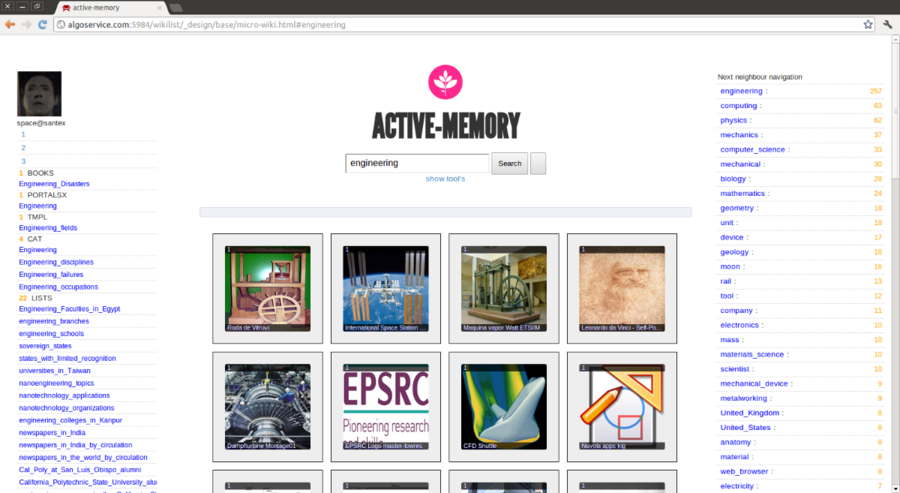 active-memory
algoservice.com:5984/wikilist/_design/base/micro-wiki.html#engineering
space@santex
1
2
3
1 BOOKS
Engineering_Disasters
1 PORTALSX
Engineering
1 TMPL
Engineering_fields
4 CAT
Engineering
Engineering_disciplines
Engineering_failures
Engineering_occupations
22 LISTS
Engineering_Faculties_in_Egypt
engineering_branches
engineering_schools
sovereign_states
states_with_limited_recognition
universities_in_Taiwan
nanoengineering_topics
nanotechnology_applications
nanotechnology_organizations
engineering_colleges_in_Kanpur
newspapers_in_India
newspapers_in_India_by_circulation
newspapers_in_the_world_by_circulation
Cal_Poly_at_San_Luis_Obispo_alumni
California_Polytechnic_State_University_alur
ACTIVE-MEMORY
engineering
Search
show tool's
1
Roda de Vitruvi
1
International Space Station ...
1
Maquina vapor Watt ETSIIM
1
Leonardo da Vinci - Self-Po...
1
Dampfturbine Montage01
1
EPSRC
Pioneering research
and skills
EPSRC Logo master-lowres
1
CFD Shuttle
1
Nuvola apps kig
1
1
1
1
Next neighbour navigation
engineering : 257
computing : 63
physics : 62
mechanics : 37
computer_science : 33
mechanical : 30
biology : 28
mathematics : 24
geometry : 18
unit : 18
device : 17
geology : 16
moon : 16
rail : 13
tool : 12
company : 11
electronics : 10
mass : 10
materials_science : 10
scientist : 10
mechanical_device : 9
metalworking : 9
United_Kingdom : 8
United_States : 8
anatomy : 8
material : 8
web_browser : 8
electricity : 7